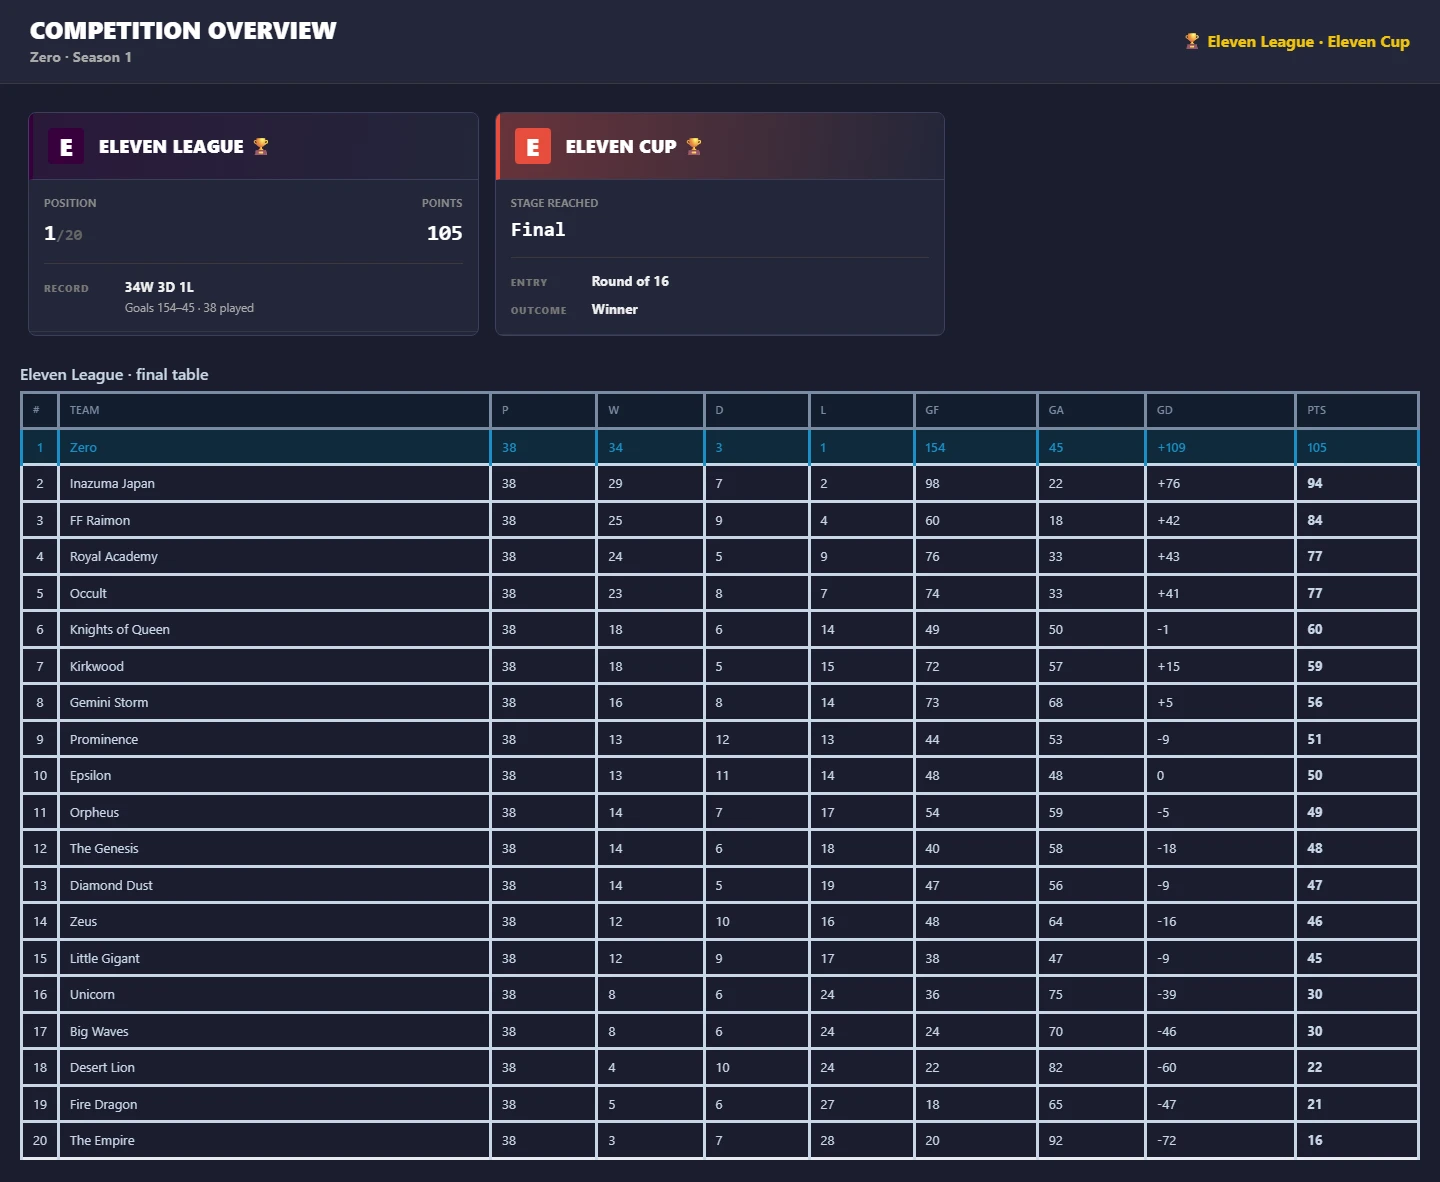 COMPETITION OVERVIEW
Zero · Season 1
🏆 Eleven League · Eleven Cup
E ELEVEN LEAGUE 🏆
POSITION POINTS
1/20 105
RECORD 34W 3D 1L
Goals 154–45 · 38 played
E ELEVEN CUP 🏆
STAGE REACHED
Final
ENTRY Round of 16
OUTCOME Winner
Eleven League · final table
# TEAM P W D L GF GA GD PTS
1 Zero 38 34 3 1 154 45 +109 105
2 Inazuma Japan 38 29 7 2 98 22 +76 94
3 FF Raimon 38 25 9 4 60 18 +42 84
4 Royal Academy 38 24 5 9 76 33 +43 77
5 Occult 38 23 8 7 74 33 +41 77
6 Knights of Queen 38 18 6 14 49 50 -1 60
7 Kirkwood 38 18 5 15 72 57 +15 59
8 Gemini Storm 38 16 8 14 73 68 +5 56
9 Prominence 38 13 12 13 44 53 -9 51
10 Epsilon 38 13 11 14 48 48 0 50
11 Orpheus 38 14 7 17 54 59 -5 49
12 The Genesis 38 14 6 18 40 58 -18 48
13 Diamond Dust 38 14 5 19 47 56 -9 47
14 Zeus 38 12 10 16 48 64 -16 46
15 Little Gigant 38 12 9 17 38 47 -9 45
16 Unicorn 38 8 6 24 36 75 -39 30
17 Big Waves 38 8 6 24 24 70 -46 30
18 Desert Lion 38 4 10 24 22 82 -60 22
19 Fire Dragon 38 5 6 27 18 65 -47 21
20 The Empire 38 3 7 28 20 92 -72 16